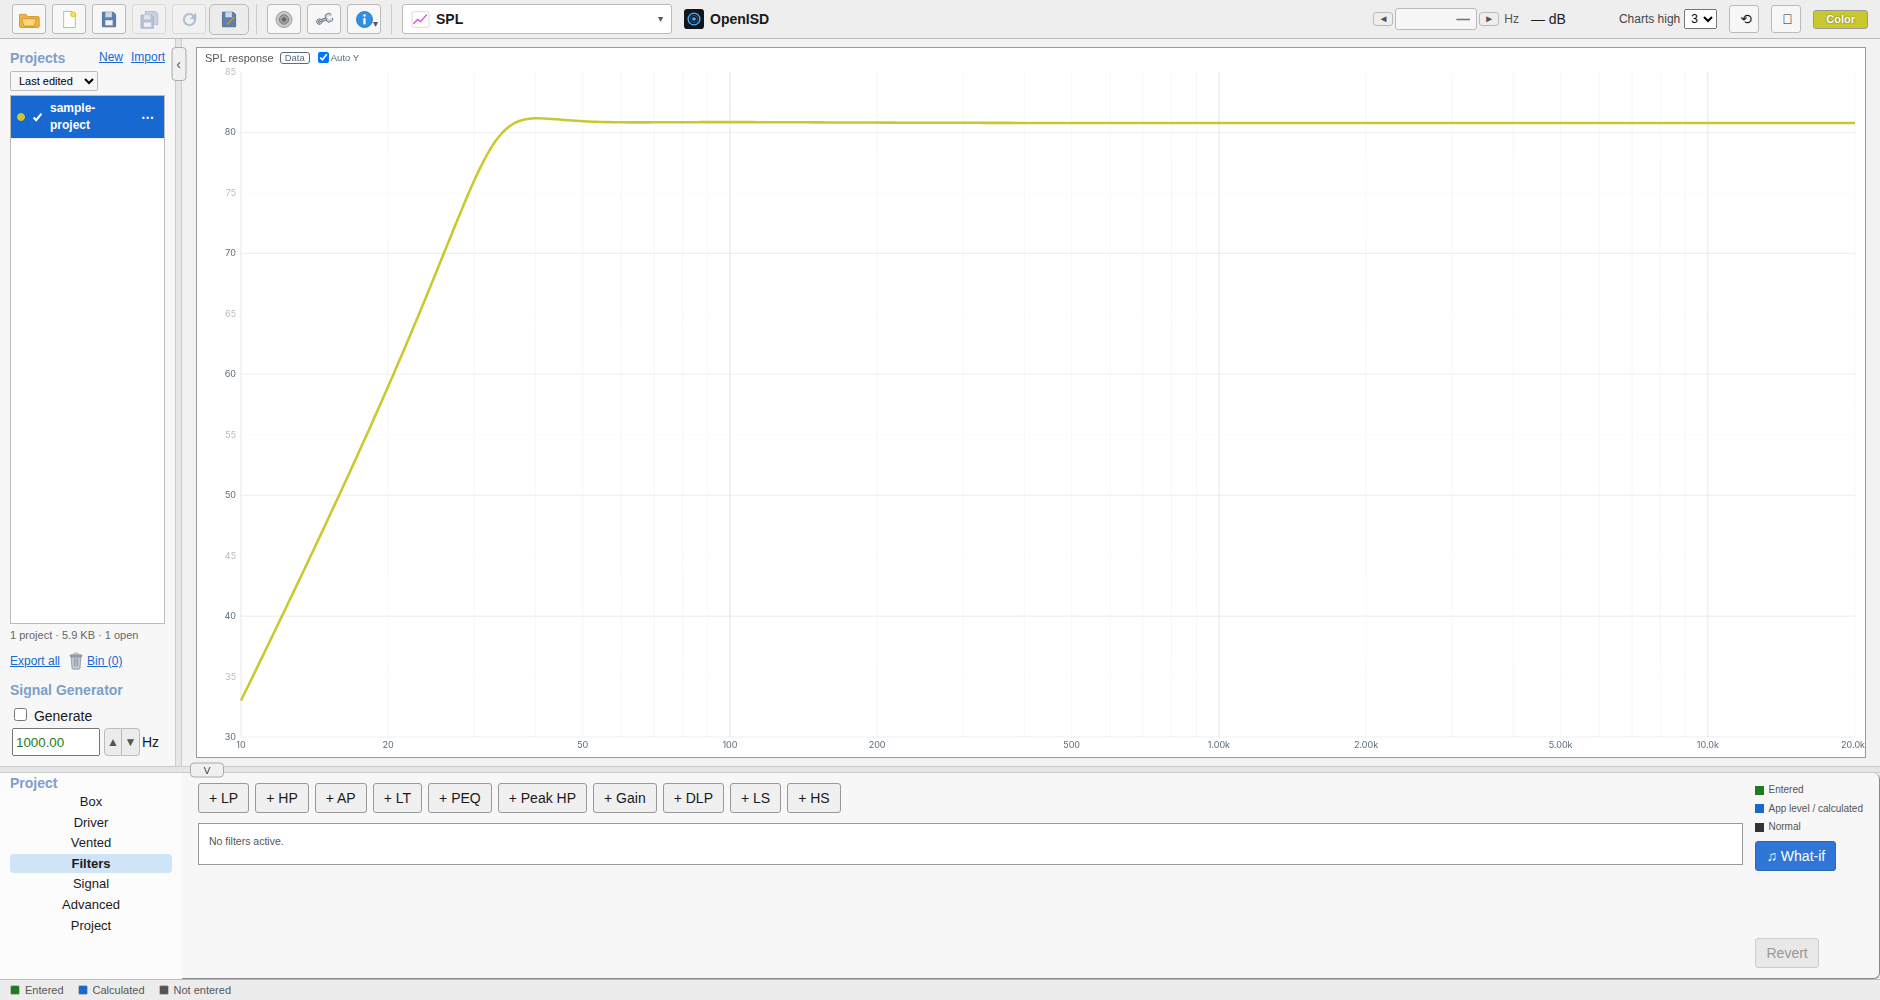 SPL
OpenISD
— Hz — dB
Charts high 3
Color
Projects New Import
Last edited
sample-
project
1 project · 5.9 KB · 1 open
Export all Bin (0)
Signal Generator
Generate
1000.00 Hz
SPL response Data Auto Y
85
80
75
70
65
60
55
50
45
40
35
30
10 20 50 100 200 500 1.00k 2.00k 5.00k 10.0k 20.0k
V
Project
Box
Driver
Vented
Filters
Signal
Advanced
Project
+ LP + HP + AP + LT + PEQ + Peak HP + Gain + DLP + LS + HS
No filters active.
Entered
App level / calculated
Normal
♫ What-if
Revert
Entered Calculated Not entered